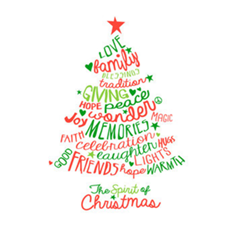 LOVE
family
BLESSINGS
tradition
GIVING
HOPE peace
JOY wonder MAGIC
FAITH MEMORIES
celebration HUGS
laughter
GOOD FRIENDS LIGHTS
hope WARMTH
The Spirit of
Christmas